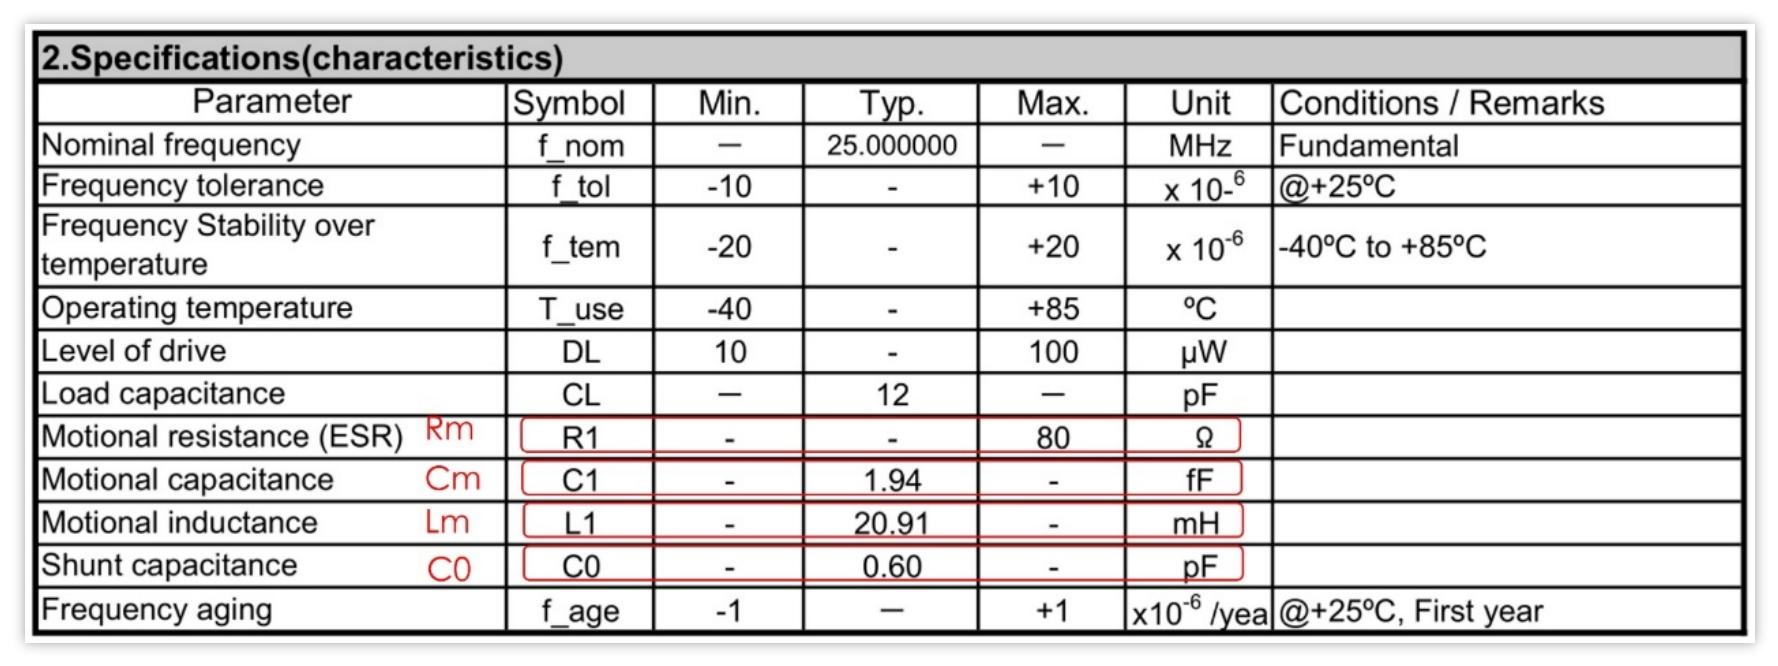 2.Specifications(characteristics)
Parameter Symbol Min. Typ. Max. Unit Conditions / Remarks
Nominal frequency f_nom — 25.000000 — MHz Fundamental
Frequency tolerance f_tol -10 - +10 x 10-⁶ @+25ºC
Frequency Stability over
temperature f_tem -20 - +20 x 10⁻⁶ -40ºC to +85ºC
Operating temperature T_use -40 - +85 ºC
Level of drive DL 10 - 100 µW
Load capacitance CL — 12 — pF
Motional resistance (ESR) Rm R1 - - 80 Ω
Motional capacitance Cm C1 - 1.94 - fF
Motional inductance Lm L1 - 20.91 - mH
Shunt capacitance C0 C0 - 0.60 - pF
Frequency aging f_age -1 — +1 x10⁻⁶ /yea @+25ºC, First year